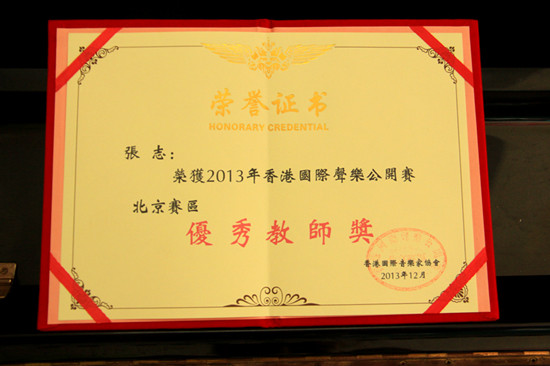 荣誉证书
HONORARY CREDENTIAL
張 志：
榮獲2013年香港國際聲樂公開賽
北京賽區
優秀教師獎
香港國際音樂家協會
2013年12月